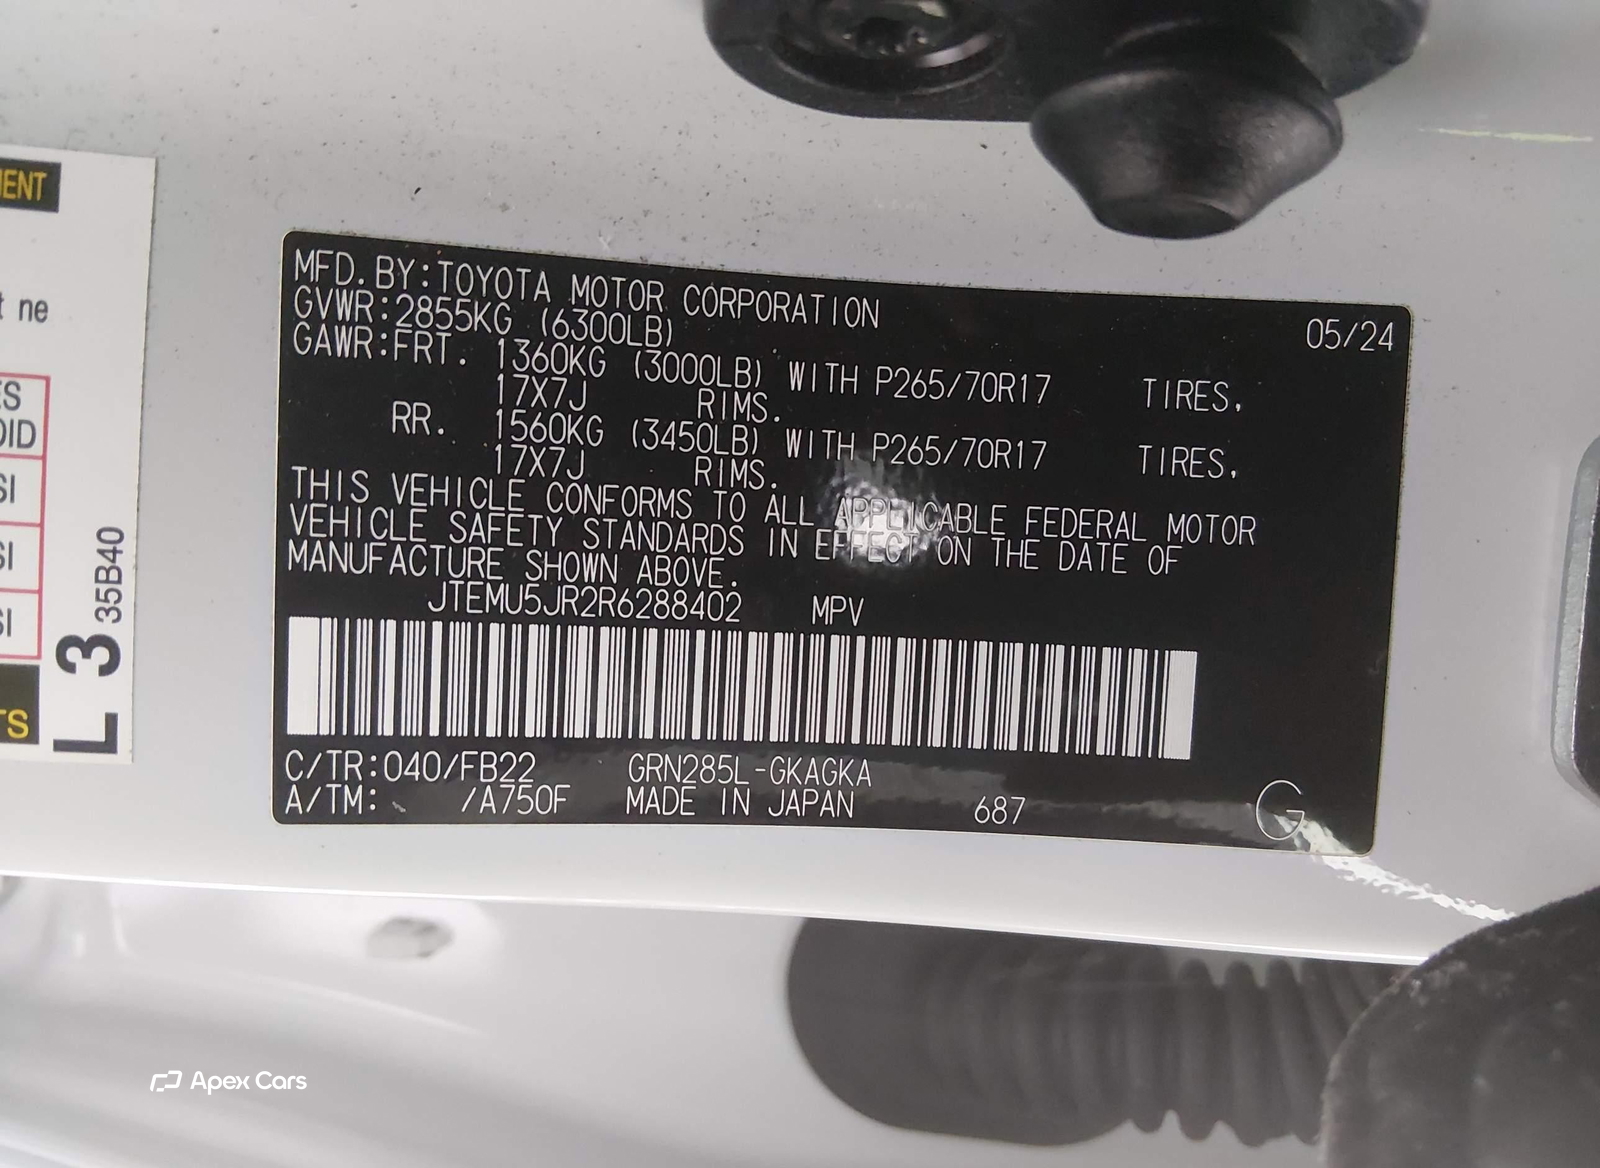 MENT
t ne
ES
OID
SI
SI
SI
TS
L 3 35B40
MFD. BY:TOYOTA MOTOR CORPORATION 05/24
GVWR:2855KG (6300LB)
GAWR:FRT. 1360KG (3000LB) WITH P265/70R17 TIRES,
17X7J RIMS.
RR. 1560KG (3450LB) WITH P265/70R17 TIRES,
17X7J RIMS.
THIS VEHICLE CONFORMS TO ALL APPLICABLE FEDERAL MOTOR
VEHICLE SAFETY STANDARDS IN EFFECT ON THE DATE OF
MANUFACTURE SHOWN ABOVE.
JTEMU5JR2R6288402 MPV
C/TR:040/FB22 GRN285L-GKAGKA
A/TM: /A750F MADE IN JAPAN 687 G
Apex Cars